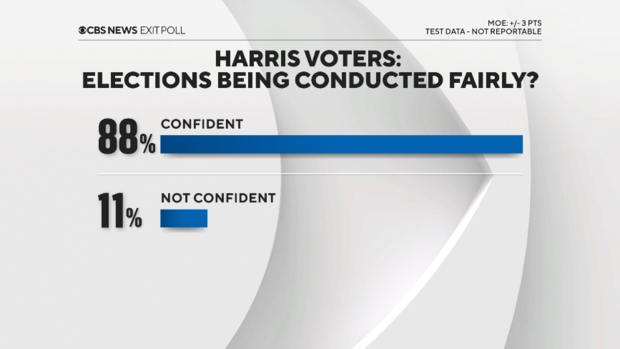 CBS NEWS EXIT POLL
MOE: +/- 3 PTS
TEST DATA - NOT REPORTABLE
HARRIS VOTERS:
ELECTIONS BEING CONDUCTED FAIRLY?
88% CONFIDENT
11% NOT CONFIDENT